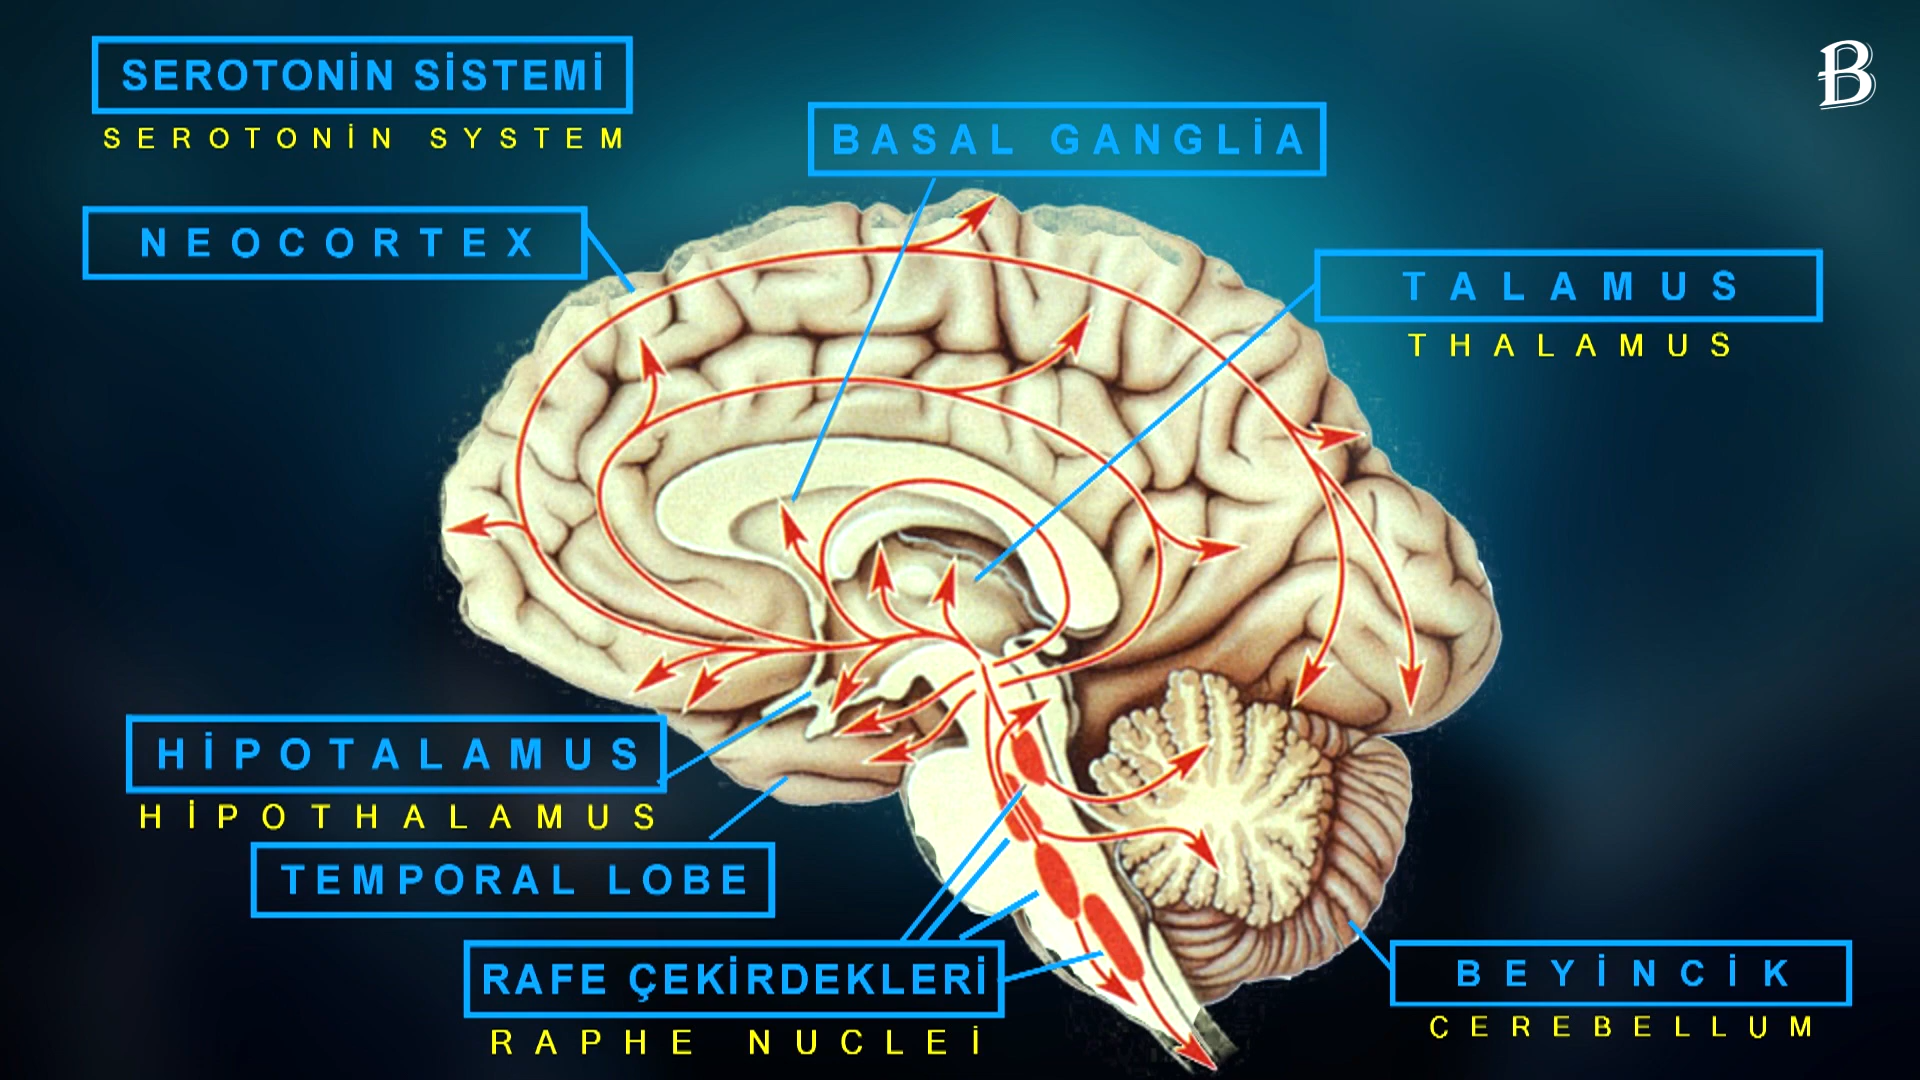 SEROTONİN SİSTEMİ
SEROTONİN SYSTEM
B
BASAL GANGLİA
NEOCORTEX
TALAMUS
THALAMUS
HİPOTALAMUS
HİPOTHALAMUS
TEMPORAL LOBE
RAFE ÇEKİRDEKLERİ
RAPHE NUCLEİ
BEYİNCİK
CEREBELLUM